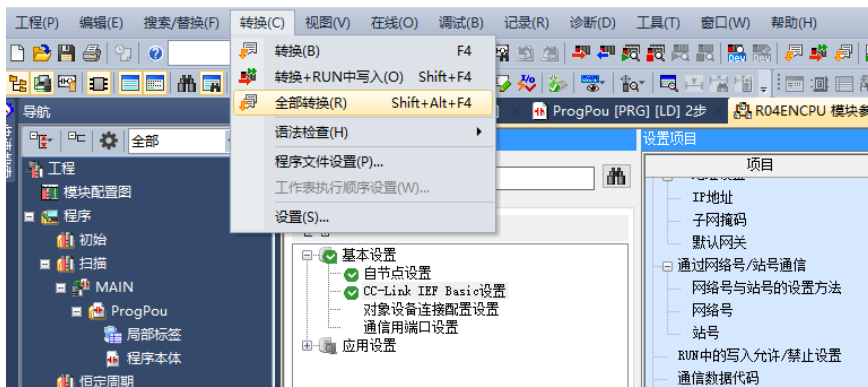 工程(P) 编辑(E) 搜索/替换(F) 转换(C) 视图(V) 在线(O) 调试(B) 记录(R) 诊断(D) 工具(T) 窗口(W) 帮助(H)
转换(B) F4
转换+RUN中写入(O) Shift+F4
全部转换(R) Shift+Alt+F4
语法检查(H)
程序文件设置(P)...
工作表执行顺序设置(W)...
设置(S)...
导航
全部
工程
模块配置图
程序
初始
扫描
MAIN
ProgPou
局部标签
程序本体
恒定周期
ProgPou [PRG] [LD] 2步
R04ENCPU 模块参
基本设置
自节点设置
CC-Link IEF Basic设置
对象设备连接配置设置
通信用端口设置
应用设置
设置项目
项目
IP地址
子网掩码
默认网关
通过网络号/站号通信
网络号与站号的设置方法
网络号
站号
RUN中的写入允许/禁止设置
通信数据代码